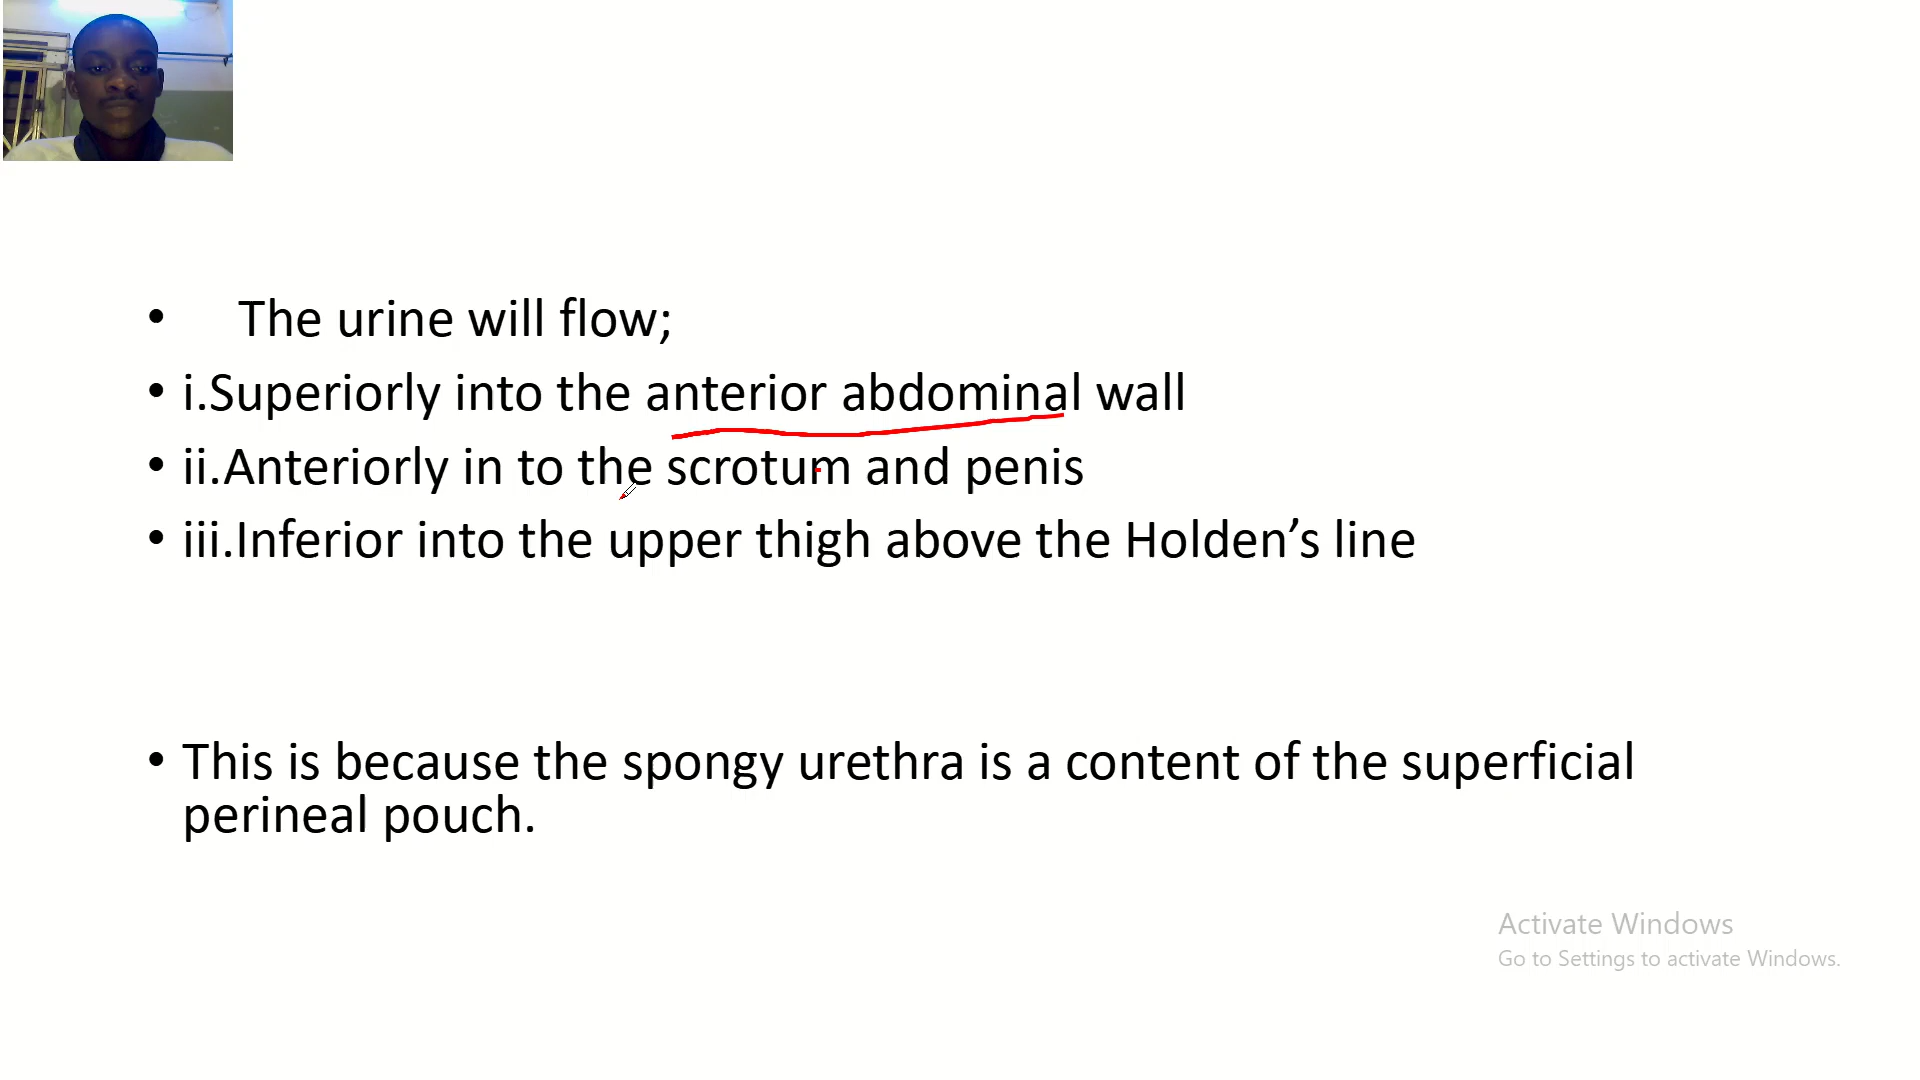 • The urine will flow;
• i.Superiorly into the anterior abdominal wall
• ii.Anteriorly in to the scrotum and penis
• iii.Inferior into the upper thigh above the Holden’s line
• This is because the spongy urethra is a content of the superficial
perineal pouch.
Activate Windows
Go to Settings to activate Windows.